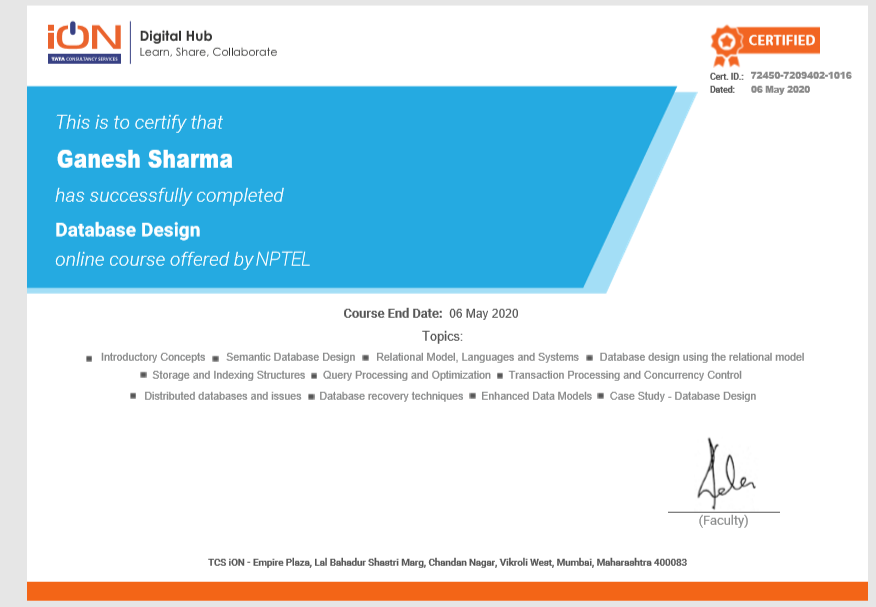 iON
TATA CONSULTANCY SERVICES
Digital Hub
Learn, Share, Collaborate
CERTIFIED
Cert. ID.: 72450-7209402-1016
Dated: 06 May 2020
This is to certify that
Ganesh Sharma
has successfully completed
Database Design
online course offered by NPTEL
Course End Date: 06 May 2020
Topics:
■ Introductory Concepts ■ Semantic Database Design ■ Relational Model, Languages and Systems ■ Database design using the relational model
■ Storage and Indexing Structures ■ Query Processing and Optimization ■ Transaction Processing and Concurrency Control
■ Distributed databases and issues ■ Database recovery techniques ■ Enhanced Data Models ■ Case Study - Database Design
(Faculty)
TCS iON - Empire Plaza, Lal Bahadur Shastri Marg, Chandan Nagar, Vikroli West, Mumbai, Maharashtra 400083